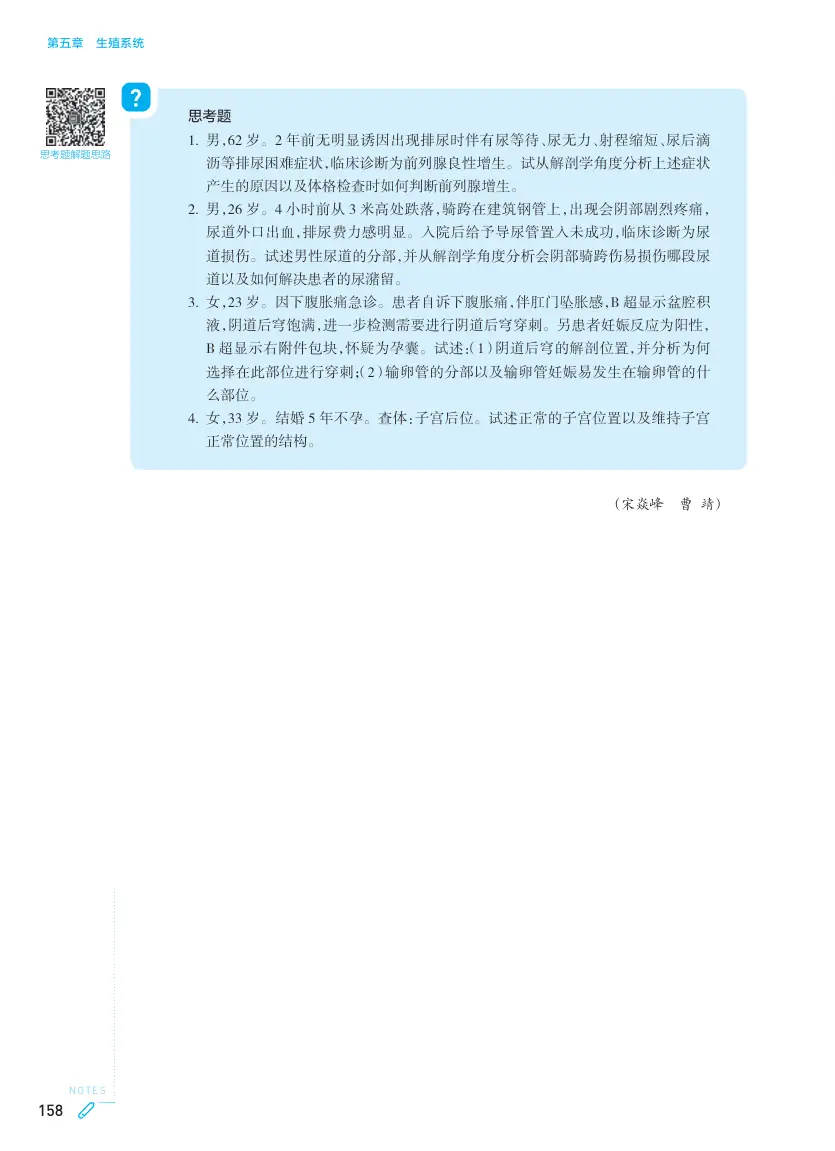 第五章 生殖系统
思考题解题思路
?
思考题
1. 男,62 岁。2 年前无明显诱因出现排尿时伴有尿等待、尿无力、射程缩短、尿后滴
沥等排尿困难症状,临床诊断为前列腺良性增生。试从解剖学角度分析上述症状
产生的原因以及体格检查时如何判断前列腺增生。
2. 男,26 岁。4 小时前从 3 米高处跌落,骑跨在建筑钢管上,出现会阴部剧烈疼痛,
尿道外口出血,排尿费力感明显。入院后给予导尿管置入未成功,临床诊断为尿
道损伤。试述男性尿道的分部,并从解剖学角度分析会阴部骑跨伤易损伤哪段尿
道以及如何解决患者的尿潴留。
3. 女,23 岁。因下腹胀痛急诊。患者自诉下腹胀痛,伴肛门坠胀感,B 超显示盆腔积
液,阴道后穹饱满,进一步检测需要进行阴道后穹穿刺。另患者妊娠反应为阳性,
B 超显示右附件包块,怀疑为孕囊。试述:(1)阴道后穹的解剖位置,并分析为何
选择在此部位进行穿刺;(2)输卵管的分部以及输卵管妊娠易发生在输卵管的什
么部位。
4. 女,33 岁。结婚 5 年不孕。查体:子宫后位。试述正常的子宫位置以及维持子宫
正常位置的结构。
(宋焱峰 曹 靖)
NOTES
158